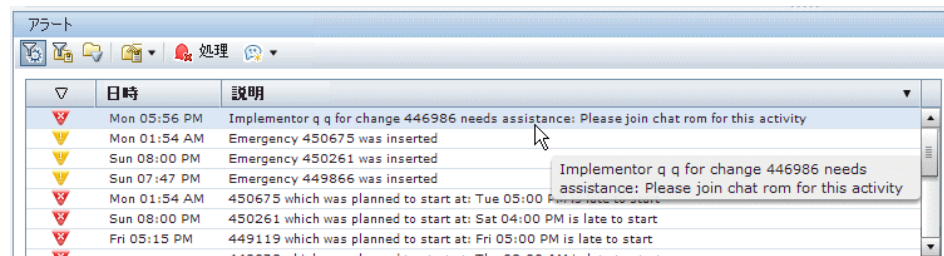 アラート
処理
日時 説明
Mon 05:56 PM Implementor q q for change 446986 needs assistance: Please join chat rom for this activity
Mon 01:54 AM Emergency 450675 was inserted
Sun 08:00 PM Emergency 450261 was inserted
Sun 07:47 PM Emergency 449866 was inserted
Implementor q q for change 446986 needs
assistance: Please join chat rom for this activity
Mon 01:54 AM 450675 which was planned to start at: Tue 05:00 PM is late to start
Sun 08:00 PM 450261 which was planned to start at: Sat 04:00 PM is late to start
Fri 05:15 PM 449119 which was planned to start at: Fri 05:00 PM is late to start